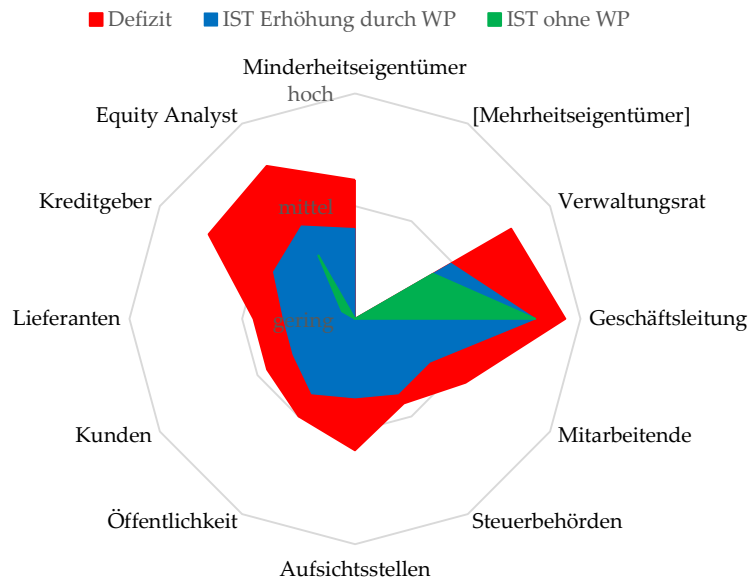 Defizit IST Erhöhung durch WP IST ohne WP
Minderheitseigentümer
hoch
Equity Analyst [Mehrheitseigentümer]
Kreditgeber Verwaltungsrat
mittel
Lieferanten gering Geschäftsleitung
Kunden Mitarbeitende
Öffentlichkeit Steuerbehörden
Aufsichtsstellen